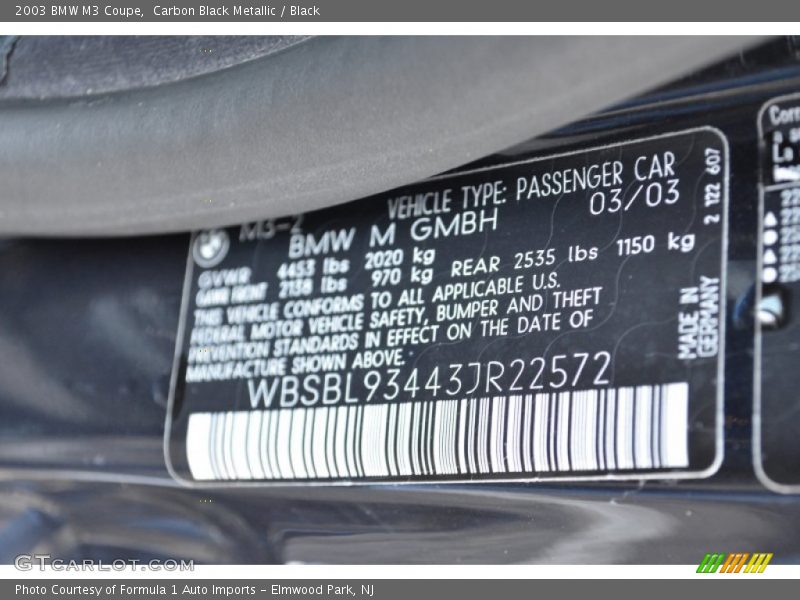 2003 BMW M3 Coupe, Carbon Black Metallic / Black
M3-2 VEHICLE TYPE: PASSENGER CAR
BMW M GMBH 03/03
GVWR 4453 lbs 2020 kg
GAWR FRONT 2138 lbs 970 kg REAR 2535 lbs 1150 kg
THIS VEHICLE CONFORMS TO ALL APPLICABLE U.S.
FEDERAL MOTOR VEHICLE SAFETY, BUMPER AND THEFT
PREVENTION STANDARDS IN EFFECT ON THE DATE OF
MANUFACTURE SHOWN ABOVE.
WBSBL93443JR22572
2 122 607
MADE IN
GERMANY
GTCARLOT.COM
Photo Courtesy of Formula 1 Auto Imports - Elmwood Park, NJ